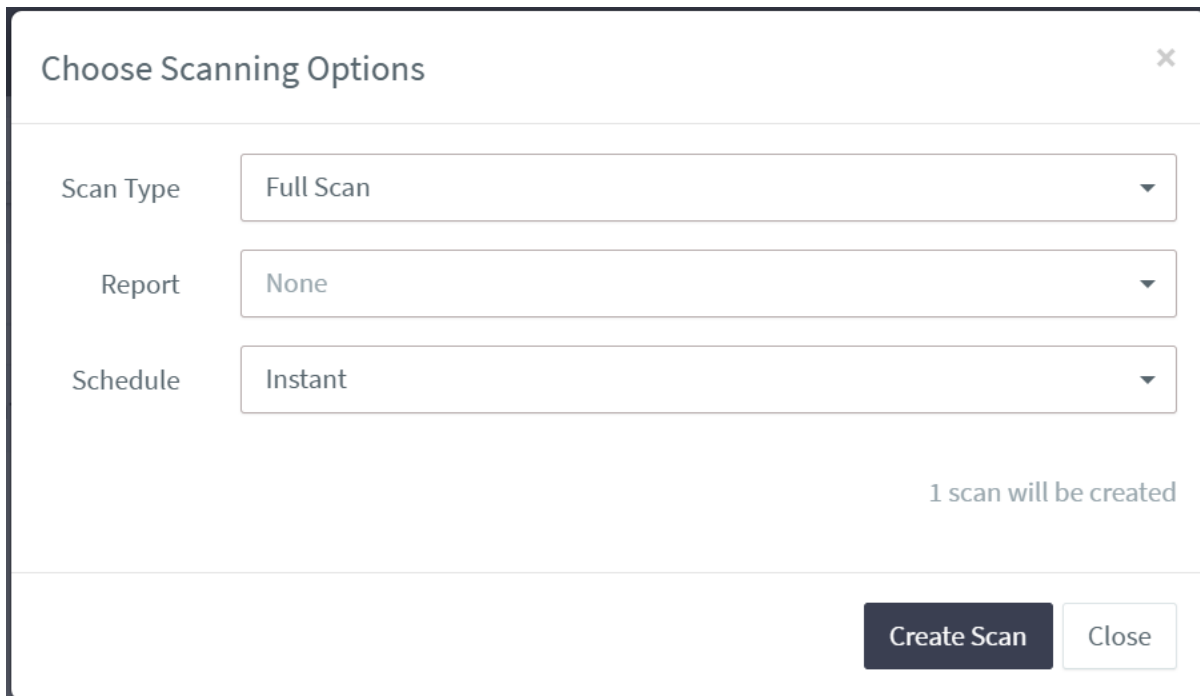 Choose Scanning Options ×
Scan Type Full Scan
Report None
Schedule Instant
1 scan will be created
Create Scan Close